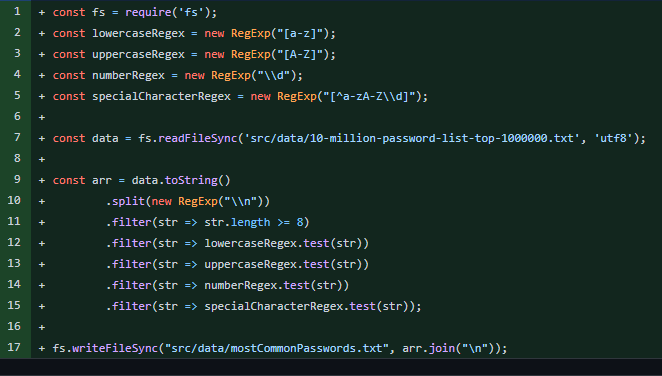 1 + const fs = require('fs');
2 + const lowercaseRegex = new RegExp("[a-z]");
3 + const uppercaseRegex = new RegExp("[A-Z]");
4 + const numberRegex = new RegExp("\\d");
5 + const specialCharacterRegex = new RegExp("[^a-zA-Z\\d]");
6 +
7 + const data = fs.readFileSync('src/data/10-million-password-list-top-1000000.txt', 'utf8');
8 +
9 + const arr = data.toString()
10 +         .split(new RegExp("\\n"))
11 +         .filter(str => str.length >= 8)
12 +         .filter(str => lowercaseRegex.test(str))
13 +         .filter(str => uppercaseRegex.test(str))
14 +         .filter(str => numberRegex.test(str))
15 +         .filter(str => specialCharacterRegex.test(str));
16 +
17 + fs.writeFileSync("src/data/mostCommonPasswords.txt", arr.join("\n"));